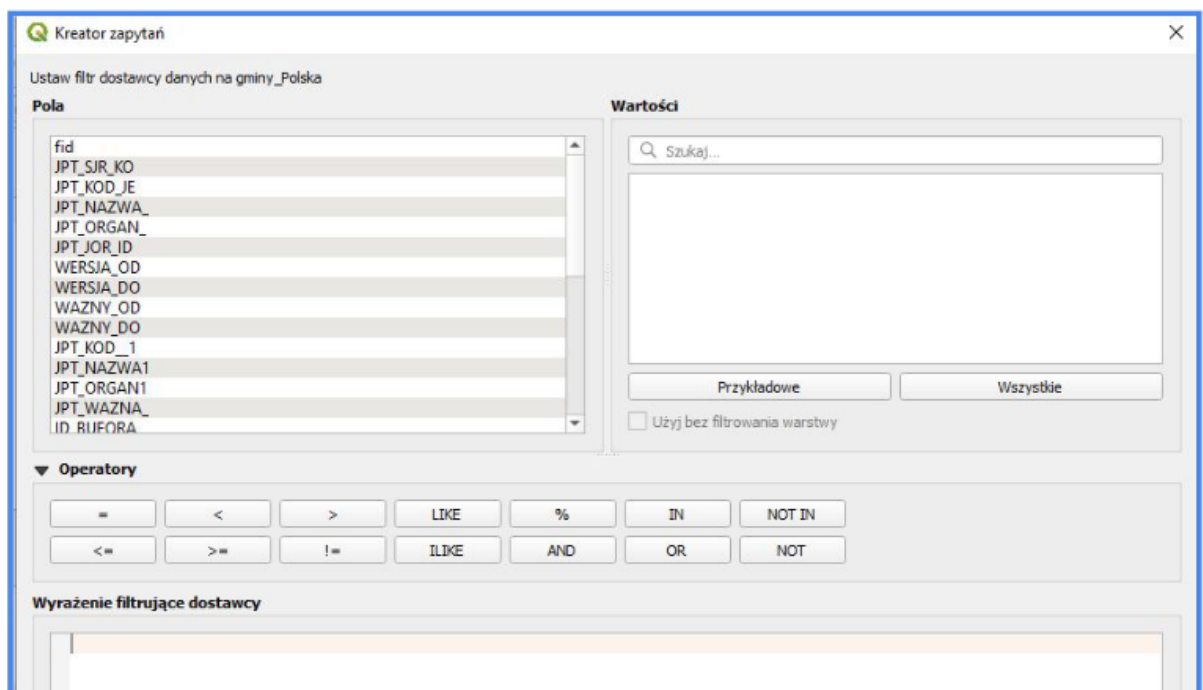 Kreator zapytań
Ustaw filtr dostawcy danych na gminy_Polska
Pola
fid
JPT_SJR_KO
JPT_KOD_JE
JPT_NAZWA_
JPT_ORGAN_
JPT_JOR_ID
WERSJA_OD
WERSJA_DO
WAZNY_OD
WAZNY_DO
JPT_KOD__1
JPT_NAZWA1
JPT_ORGAN1
JPT_WAZNA_
ID_BUFORA_
Wartości
Szukaj...
Przykładowe Wszystkie
Użyj bez filtrowania warstwy
Operatory
= < > LIKE % IN NOT IN
<= >= != ILIKE AND OR NOT
Wyrażenie filtrujące dostawcy